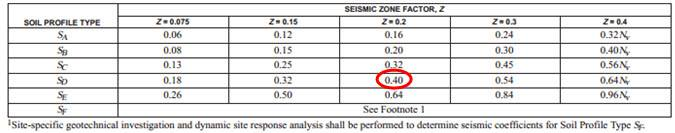 SOIL PROFILE TYPE SEISMIC ZONE FACTOR, Z
Z = 0.075 Z = 0.15 Z = 0.2 Z = 0.3 Z = 0.4
SA 0.06 0.12 0.16 0.24 0.32Nv
SB 0.08 0.15 0.20 0.30 0.40Nv
SC 0.13 0.25 0.32 0.45 0.56Nv
SD 0.18 0.32 0.40 0.54 0.64Nv
SE 0.26 0.50 0.64 0.84 0.96Nv
SF See Footnote 1
1Site-specific geotechnical investigation and dynamic site response analysis shall be performed to determine seismic coefficients for Soil Profile Type SF.